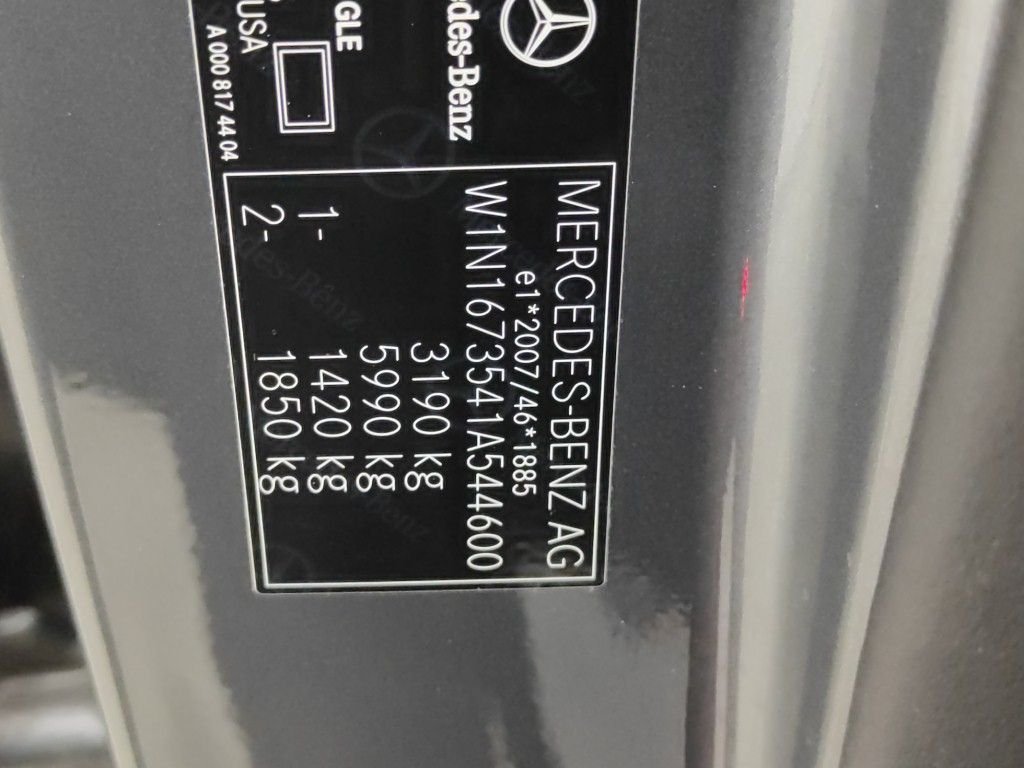 Mercedes-Benz
GLE
USA
A 000 817 44 04
MERCEDES-BENZ AG
e1*2007/46*1885
W1N1673541A544600
3190 kg
5990 kg
1- 1420 kg
2- 1850 kg